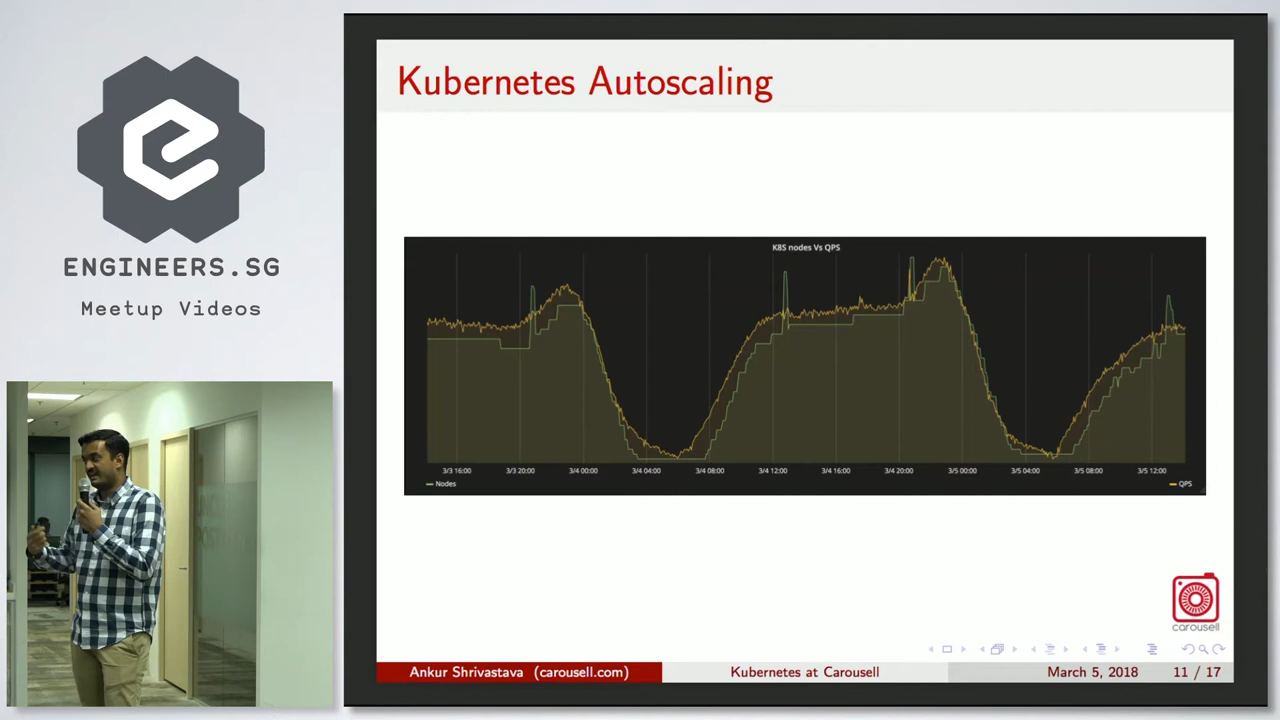 ENGINEERS.SG
Meetup Videos
Kubernetes Autoscaling
K8S nodes Vs QPS
3/3 16:00 3/3 20:00 3/4 00:00 3/4 04:00 3/4 08:00 3/4 12:00 3/4 16:00 3/4 20:00 3/5 00:00 3/5 04:00 3/5 08:00 3/5 12:00
Nodes QPS
carousell
Ankur Shrivastava (carousell.com) Kubernetes at Carousell March 5, 2018 11 / 17